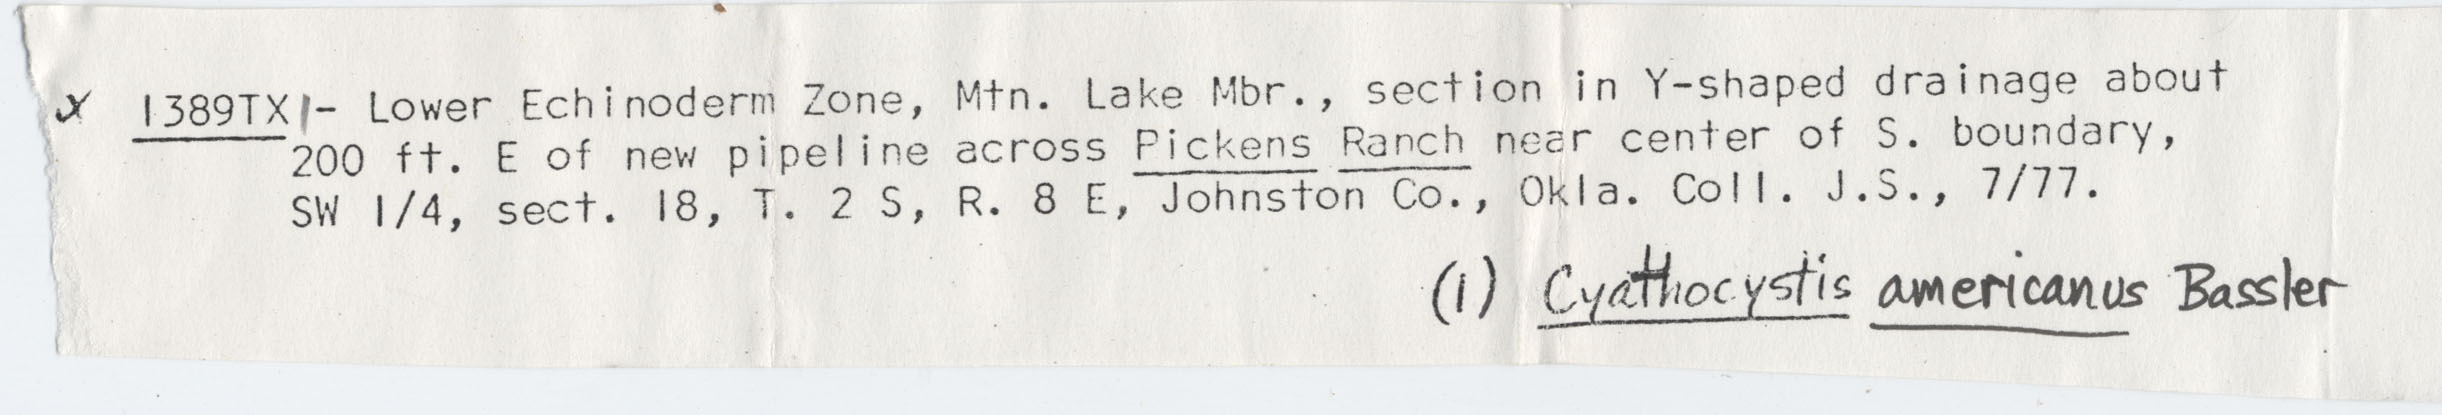 x 1389TX1- Lower Echinoderm Zone, Mtn. Lake Mbr., section in Y-shaped drainage about
200 ft. E of new pipeline across Pickens Ranch near center of S. boundary,
SW 1/4, sect. 18, T. 2 S, R. 8 E, Johnston Co., Okla. Coll. J.S., 7/77.
(1) Cyathocystis americanus Bassler